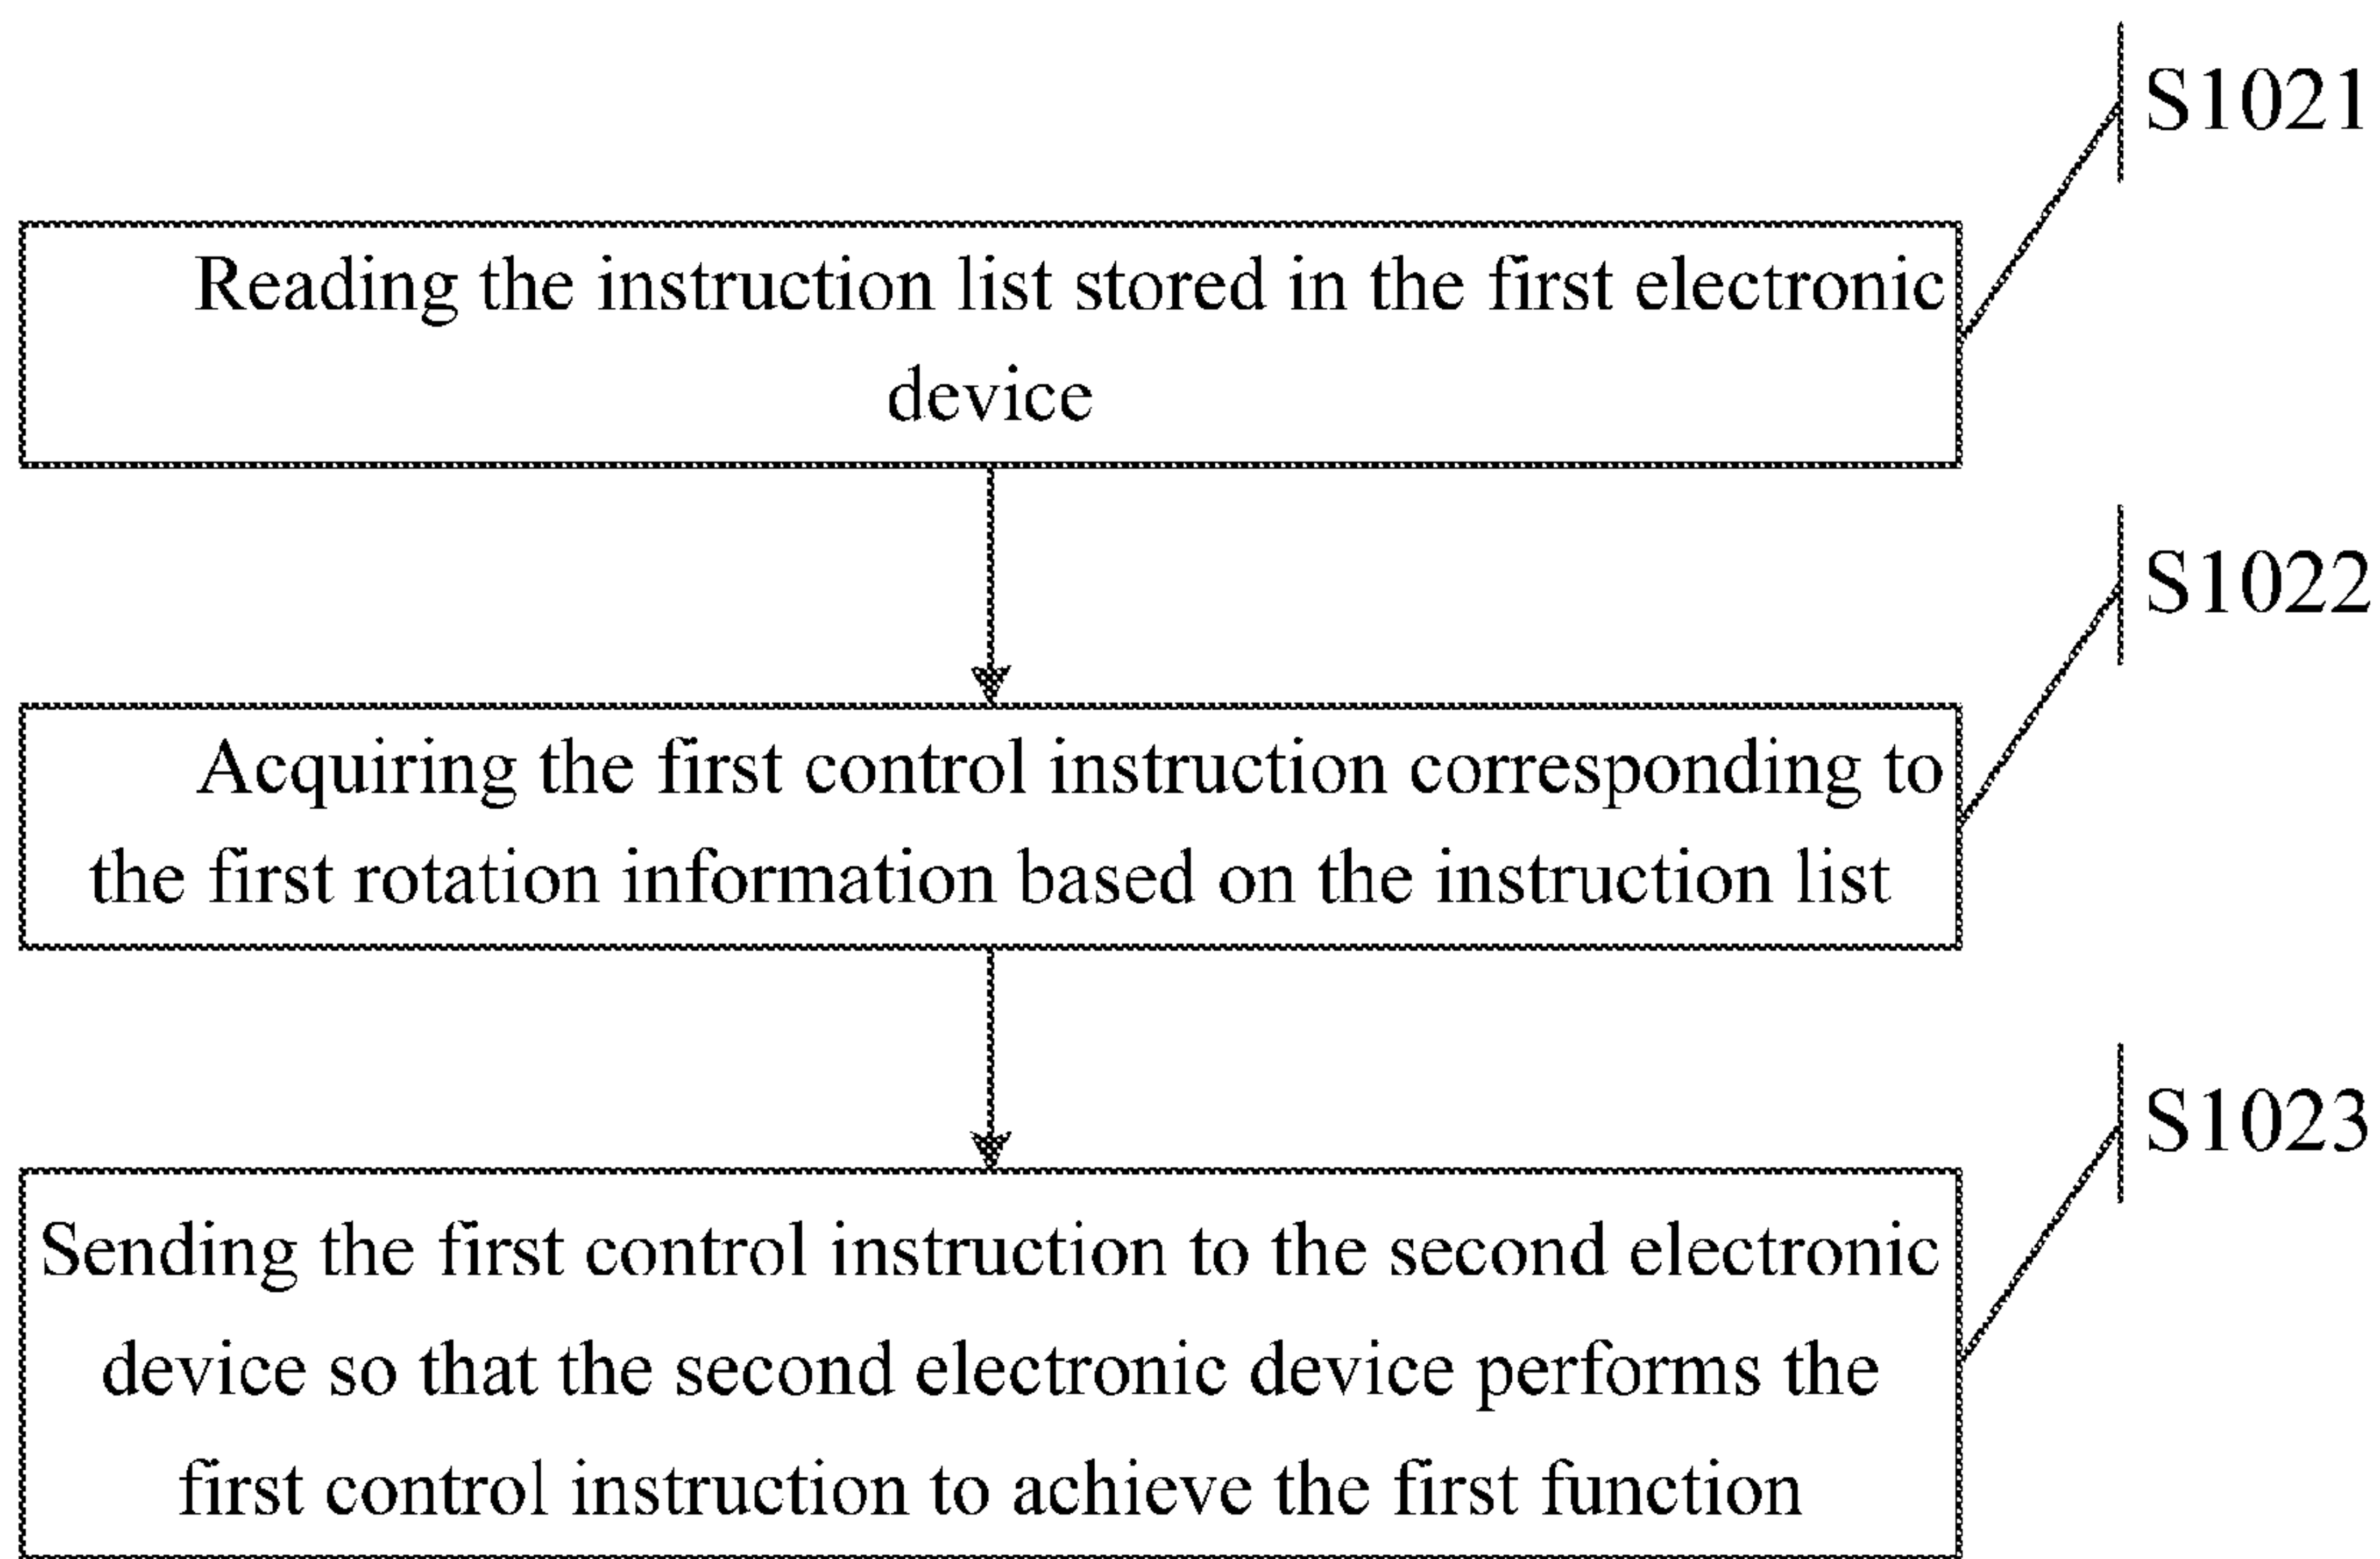 S1021
Reading the instruction list stored in the first electronic
device
S1022
Acquiring the first control instruction corresponding to
the first rotation information based on the instruction list
S1023
Sending the first control instruction to the second electronic
device so that the second electronic device performs the
first control instruction to achieve the first function